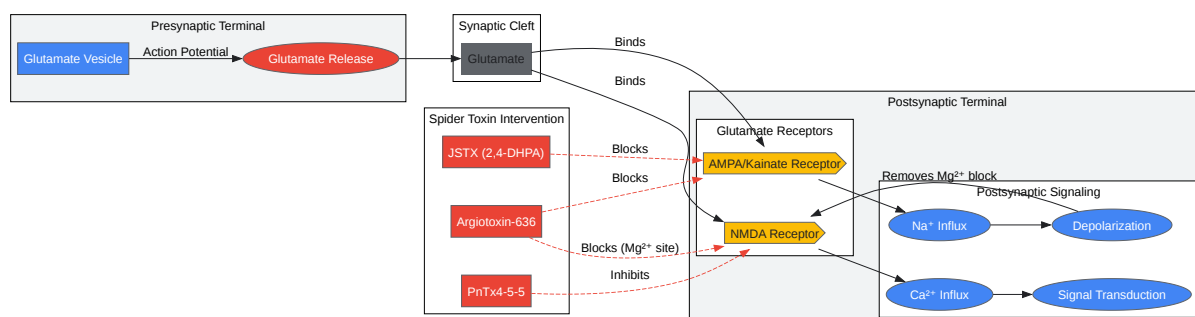 Presynaptic Terminal
Glutamate Vesicle
Action Potential
Glutamate Release
Synaptic Cleft
Glutamate
Binds
Binds
Spider Toxin Intervention
JSTX (2,4-DHPA)
Argiotoxin-636
PnTx4-5-5
Blocks
Blocks
Blocks (Mg²⁺ site)
Inhibits
Postsynaptic Terminal
Glutamate Receptors
AMPA/Kainate Receptor
NMDA Receptor
Removes Mg²⁺ block
Postsynaptic Signaling
Na⁺ Influx
Depolarization
Ca²⁺ Influx
Signal Transduction